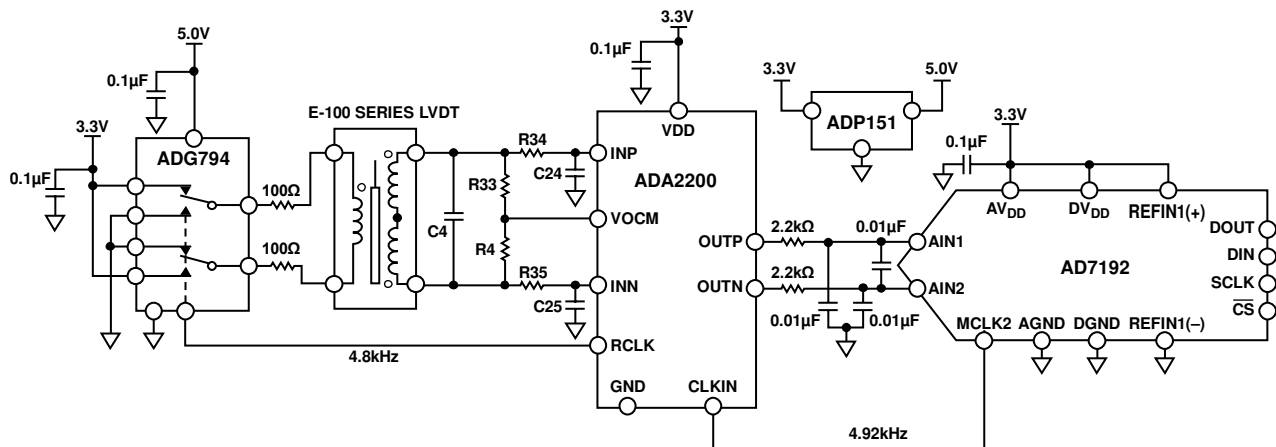 3.3V
5.0V
0.1µF
0.1µF
3.3V
5.0V
3.3V
ADP151
E-100 SERIES LVDT
VDD
3.3V
ADG794
0.1µF
0.1µF
R34
INP
ADA2200
C24
AVDD
DVDD
REFIN1(+)
100Ω
R33
C4
VOCM
DOUT
2.2kΩ
0.01µF
OUTP
AIN1
DIN
100Ω
R4
AD7192
R35
2.2kΩ
SCLK
INN
OUTN
AIN2
C25
CS
0.01µF
0.01µF
MCLK2
AGND
DGND
REFIN1(–)
RCLK
4.8kHz
GND
CLKIN
4.92kHz